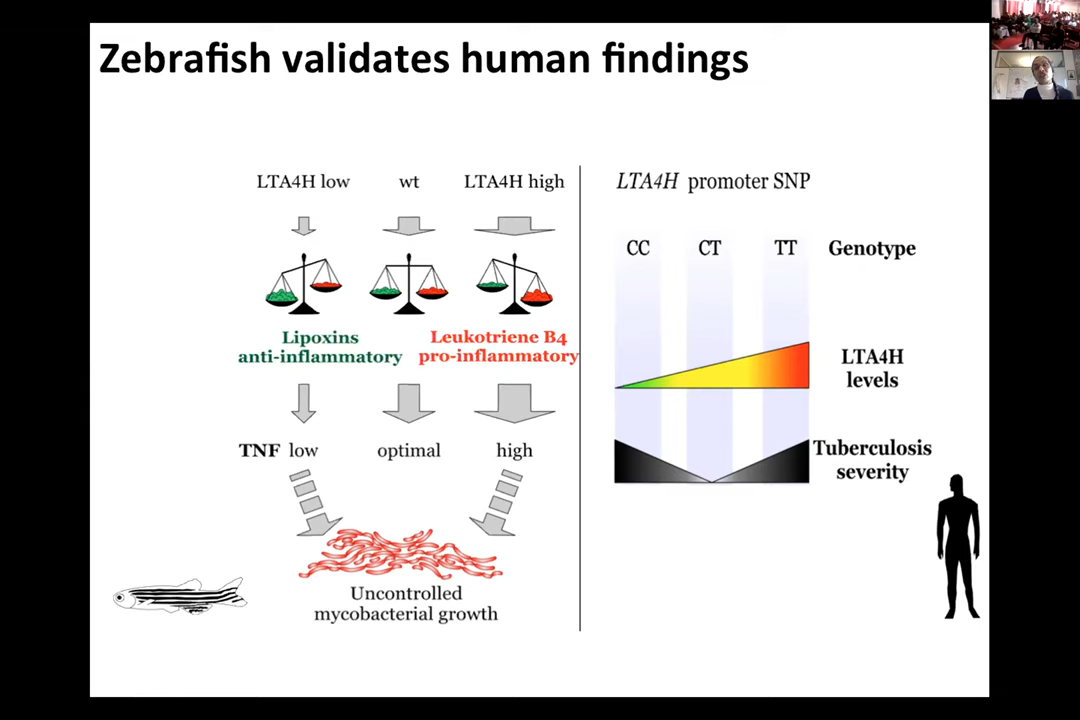 Zebrafish validates human findings
LTA4H low
wt
LTA4H high
Lipoxins
anti-inflammatory
Leukotriene B4
pro-inflammatory
TNF low
optimal
high
Uncontrolled
mycobacterial growth
LTA4H promoter SNP
CC
CT
TT
Genotype
LTA4H
levels
Tuberculosis
severity